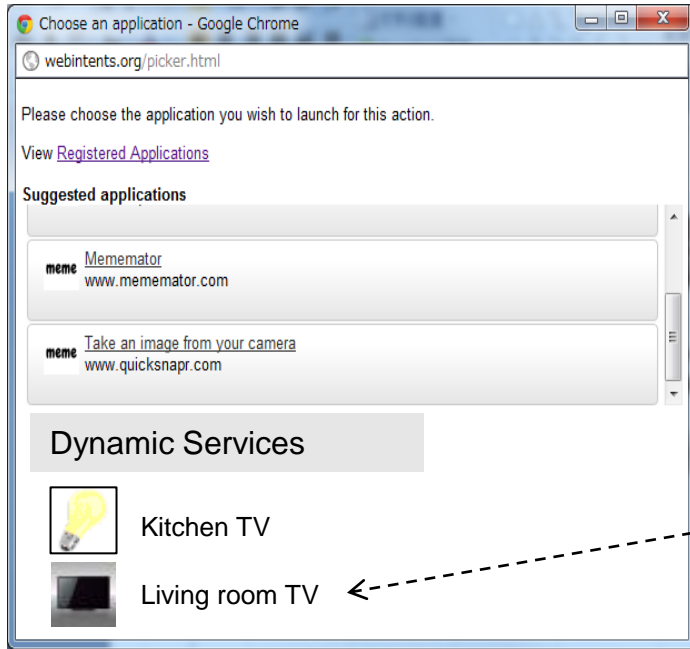 Choose an application - Google Chrome
webintents.org/picker.html
Please choose the application you wish to launch for this action.
View Registered Applications
Suggested applications
meme Mememator
www.mememator.com
meme Take an image from your camera
www.quicksnapr.com
Dynamic Services
Kitchen TV
Living room TV